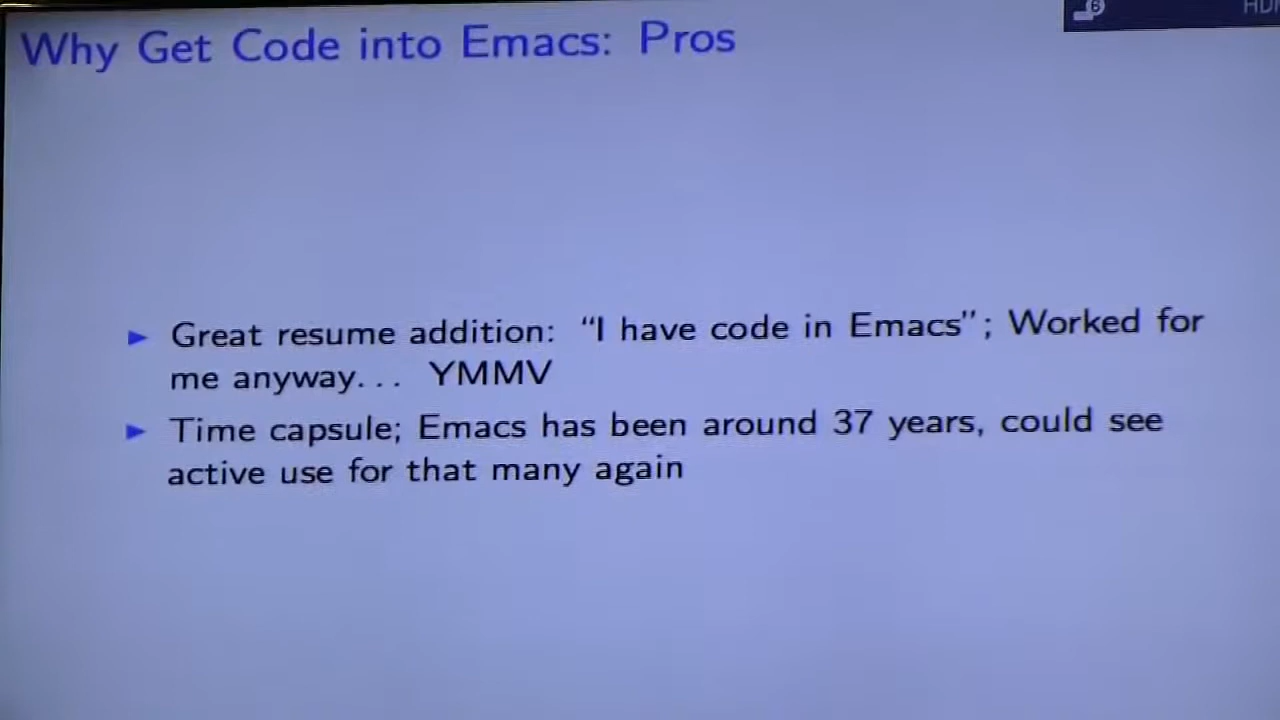 Why Get Code into Emacs: Pros
6
► Great resume addition: “I have code in Emacs”; Worked for
me anyway... YMMV
► Time capsule; Emacs has been around 37 years, could see
active use for that many again